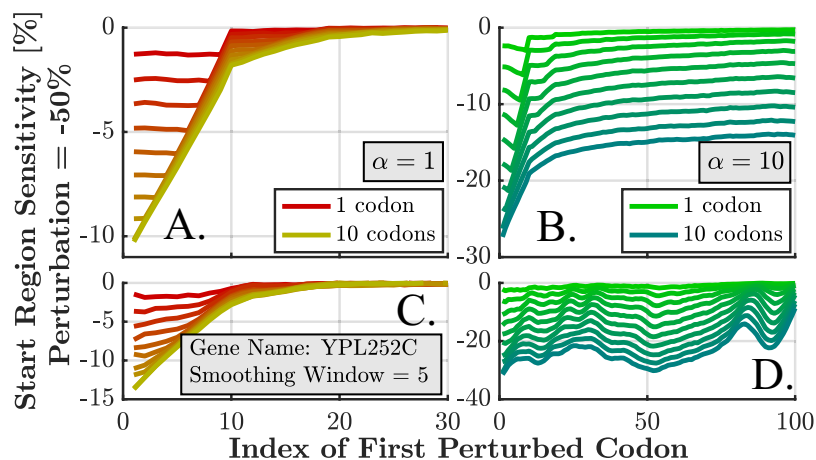 Start Region Sensitivity [%]
Perturbation = -50%
0
-5
-10
A.
α = 1
1 codon
10 codons
0
-10
-20
-30
B.
α = 10
1 codon
10 codons
0
-5
-10
-15
C.
Gene Name: YPL252C
Smoothing Window = 5
0 10 20 30
0
-20
-40
D.
0 50 100
Index of First Perturbed Codon